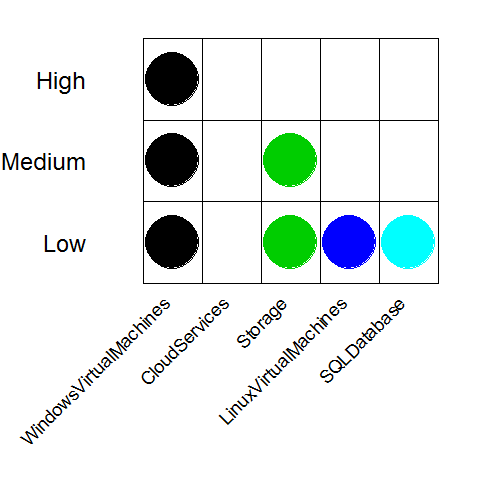 High
Medium
Low
WindowsVirtualMachines
CloudServices
Storage
LinuxVirtualMachines
SQLDatabase